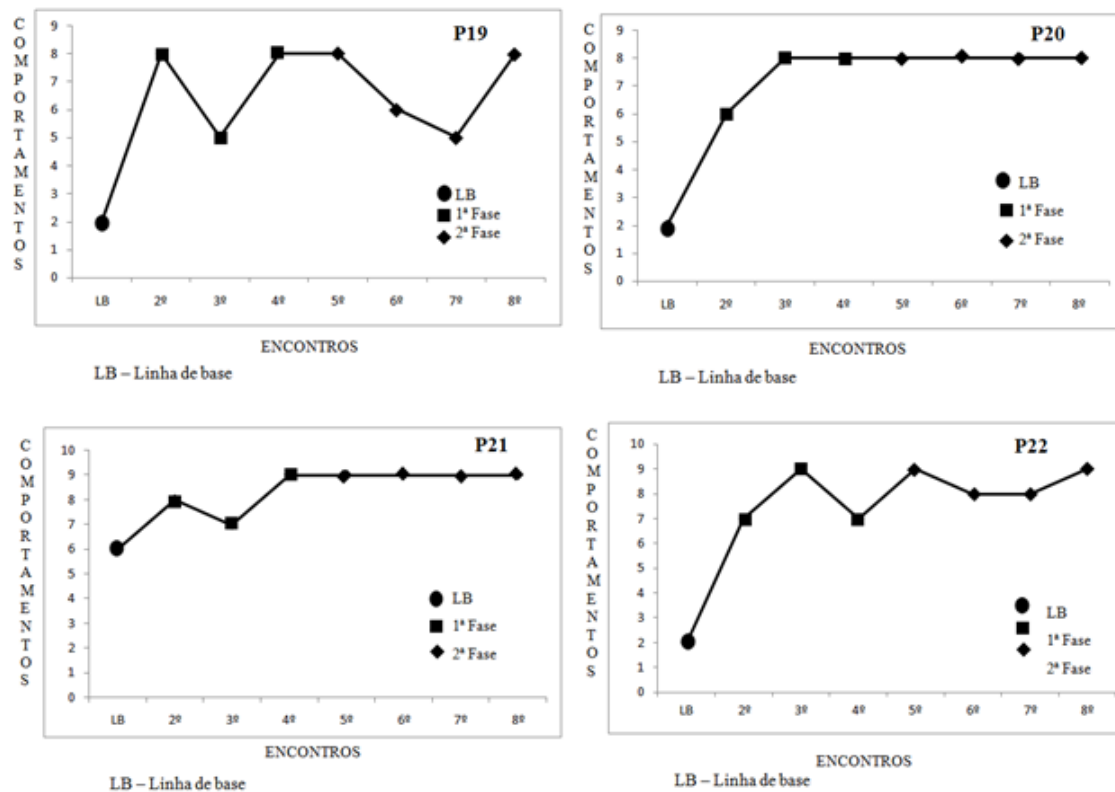 COMPORTAMENTOS
P19
9
8
7
6
5
4
3
2
1
0
LB
1ª Fase
2ª Fase
LB 2º 3º 4º 5º 6º 7º 8º
ENCONTROS
LB – Linha de base
COMPORTAMENTOS
P20
9
8
7
6
5
4
3
2
1
0
LB
1ª Fase
2ª Fase
LB 2º 3º 4º 5º 6º 7º 8º
ENCONTROS
LB – Linha de base
COMPORTAMENTOS
P21
10
9
8
7
6
5
4
3
2
1
0
LB
1ª Fase
2ª Fase
LB 2º 3º 4º 5º 6º 7º 8º
ENCONTROS
LB – Linha de base
COMPORTAMENTOS
P22
10
9
8
7
6
5
4
3
2
1
0
LB
1ª Fase
2ª Fase
LB 2º 3º 4º 5º 6º 7º 8º
ENCONTROS
LB – Linha de base